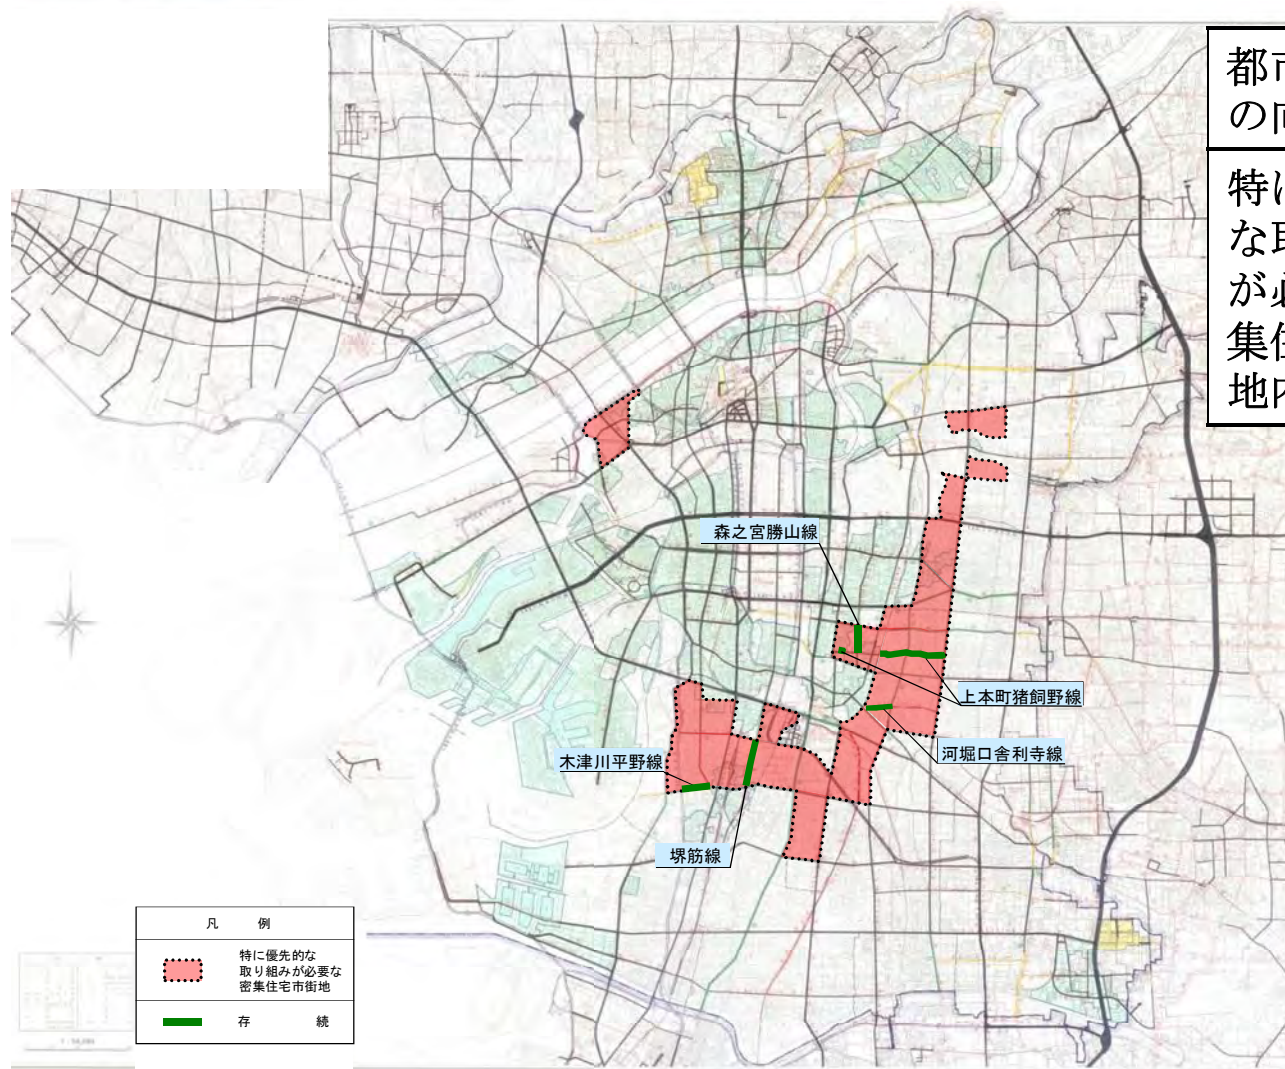 都市
の向
特に
な取
が必
集住
地内
森之宮勝山線
上本町猪飼野線
河堀口舎利寺線
木津川平野線
堺筋線
凡 例
特に優先的な
取り組みが必要な
密集住宅市街地
存 続